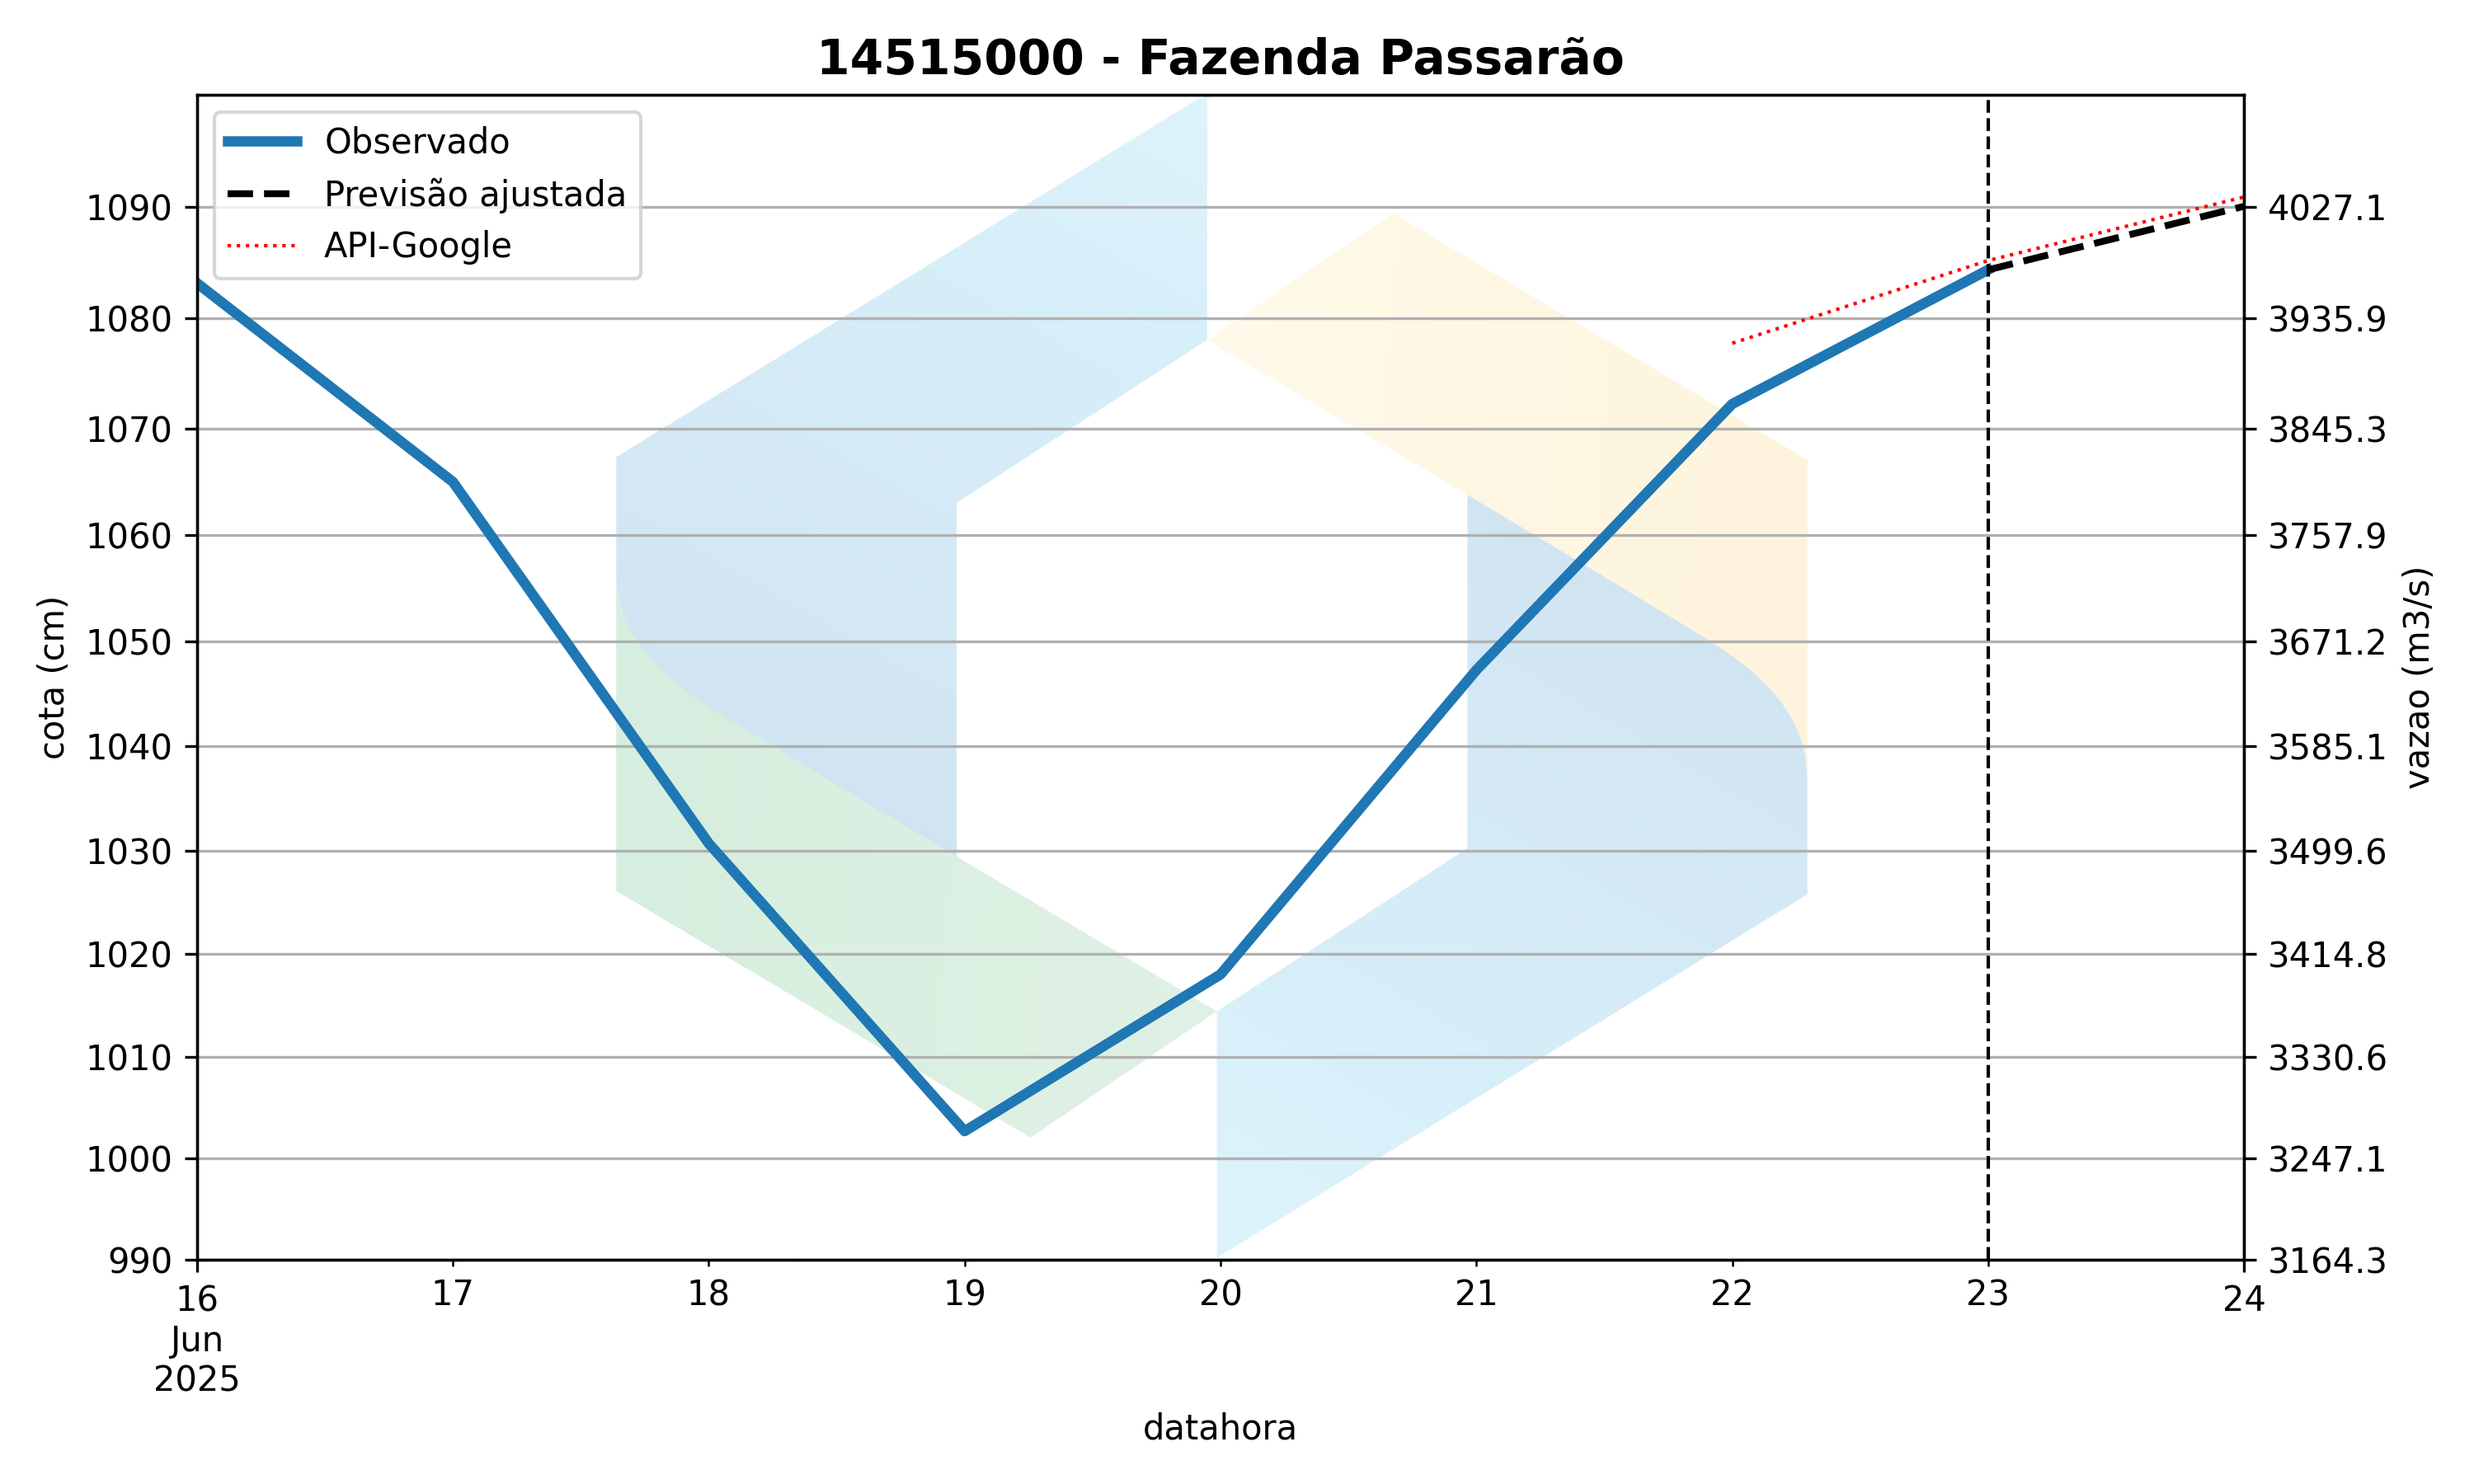 14515000 - Fazenda Passarão
Observado
Previsão ajustada
API-Google
1090
1080
1070
1060
1050
1040
1030
1020
1010
1000
990
cota (cm)
4027.1
3935.9
3845.3
3757.9
3671.2
3585.1
3499.6
3414.8
3330.6
3247.1
3164.3
vazao (m3/s)
16 17 18 19 20 21 22 23 24
Jun
2025
datahora